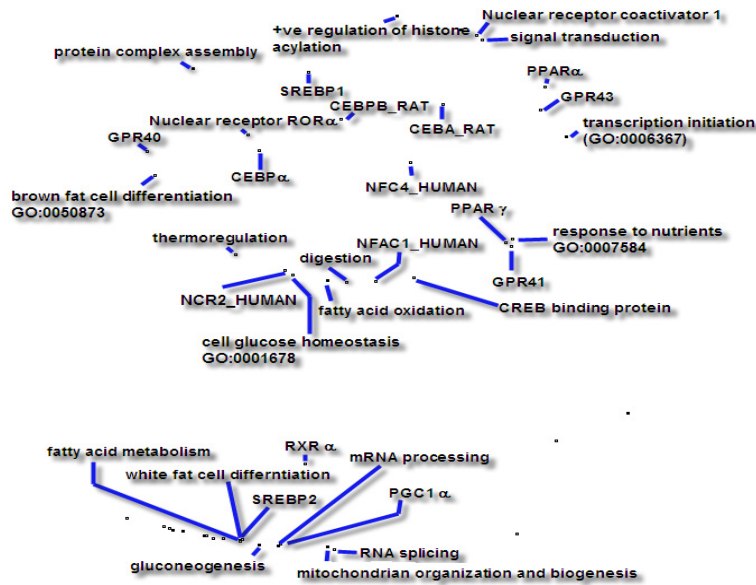 Nuclear receptor coactivator 1
+ve regulation of histone
acylation
signal transduction
protein complex assembly
PPARα
SREBP1
GPR43
CEBPB_RAT
Nuclear receptor RORα
CEBA_RAT
transcription initiation
(GO:0006367)
GPR40
CEBPα
NFC4_HUMAN
brown fat cell differentiation
GO:0050873
PPAR γ
response to nutrients
GO:0007584
thermoregulation
NFAC1_HUMAN
digestion
GPR41
NCR2_HUMAN
fatty acid oxidation
CREB binding protein
cell glucose homeostasis
GO:0001678
fatty acid metabolism
RXR α
mRNA processing
white fat cell differntiation
SREBP2
PGC1 α
gluconeogenesis
RNA splicing
mitochondrian organization and biogenesis